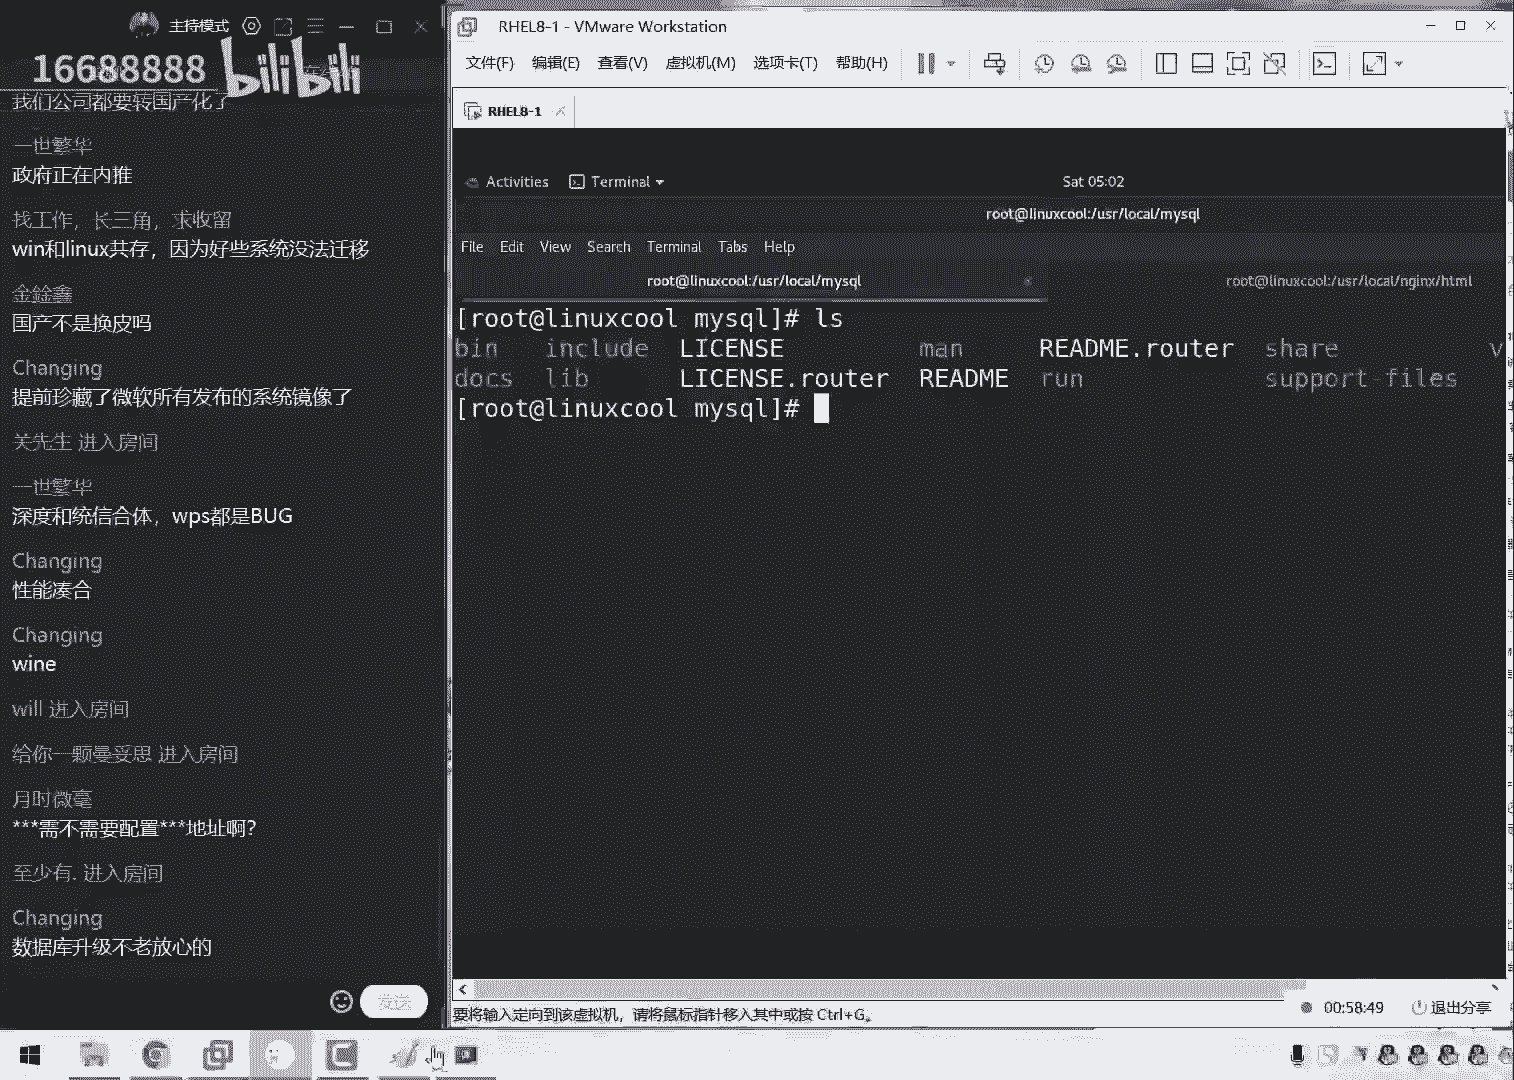 主持模式
16688888 bilibili
我们公司都要转国产化了
一世繁华
政府正在内推
找工作，长三角，求收留
win和linux共存，因为好些系统没法迁移
金鍂鑫
国产不是换皮吗
Changing
提前珍藏了微软所有发布的系统镜像了
关先生 进入房间
一世繁华
深度和统信合体，wps都是BUG
Changing
性能凑合
Changing
wine
will 进入房间
给你一颗曼妥思 进入房间
月时微毫
***需不需要配置***地址啊?
至少有. 进入房间
Changing
数据库升级不老放心的
发送
RHEL8-1 - VMware Workstation
文件(F) 编辑(E) 查看(V) 虚拟机(M) 选项卡(T) 帮助(H)
RHEL8-1
Activities Terminal Sat 05:02
root@linuxcool:/usr/local/mysql
File Edit View Search Terminal Tabs Help
root@linuxcool:/usr/local/mysql root@linuxcool:/usr/local/nginx/html
[root@linuxcool mysql]# ls
bin include LICENSE man README.router share v
docs lib LICENSE.router README run support-files
[root@linuxcool mysql]#
00:58:49 退出分享
要将输入定向到该虚拟机，请将鼠标指针移入其中或按 Ctrl+G。